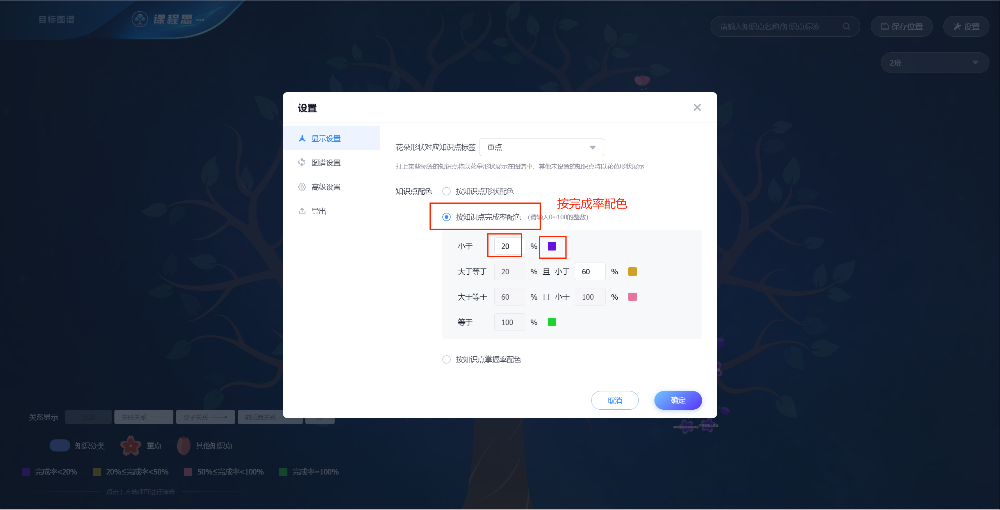 目标图谱
课程思 ···
请输入知识点名称/知识点标签
保存位置
设置
2班
设置
显示设置
图谱设置
高级设置
导出
花朵形状对应知识点标签 重点
打上某些标签的知识点将以花朵形状展示在图谱中，其他未设置的知识点将以花苞形状展示
知识点配色 按知识点形状配色
按完成率配色
按知识点完成率配色 (请输入0~100的整数)
小于 20 %
大于等于 20 % 且 小于 60 %
大于等于 60 % 且 小于 100 %
等于 100 %
按知识点掌握率配色
取消 确定
关系显示 全部 关联关系 父子关系 前后置关系
知识分类 重点 其他知识点
完成率<20% 20%≤完成率<50% 50%≤完成率<100% 完成率=100%
点击上方选项可进行筛选